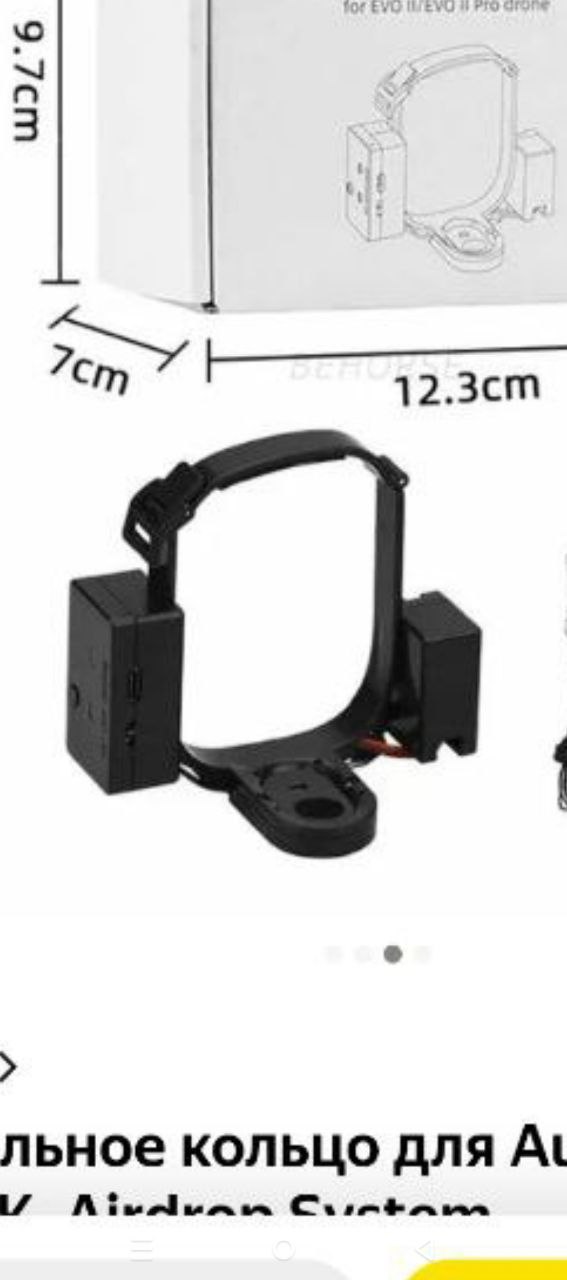 for EVO II/EVO II Pro drone
9.7cm
7cm
BEHORSE
12.3cm
льное кольцо для Au
K, Airdrop System